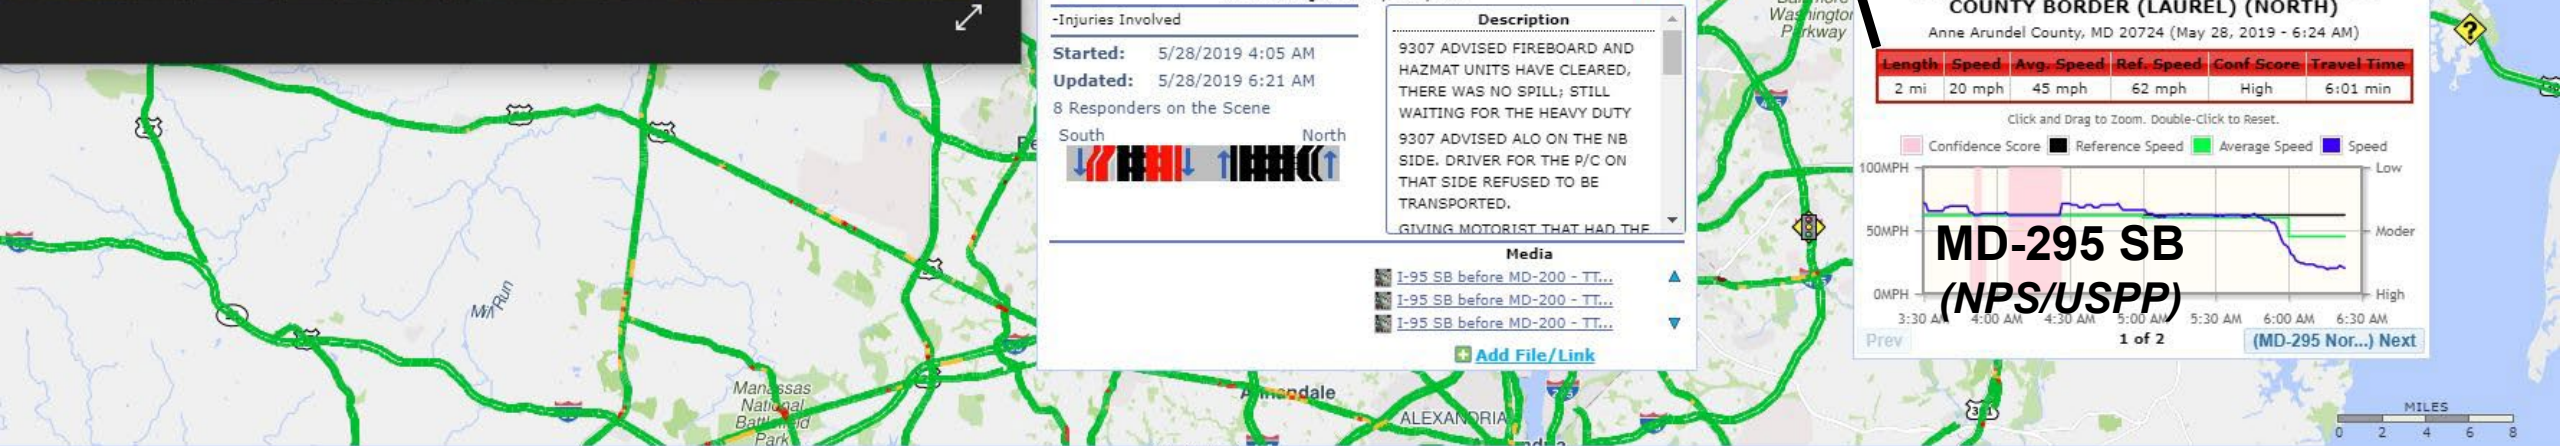 -Injuries Involved
Started: 5/28/2019 4:05 AM
Updated: 5/28/2019 6:21 AM
8 Responders on the Scene
South North
Description
9307 ADVISED FIREBOARD AND
HAZMAT UNITS HAVE CLEARED,
THERE WAS NO SPILL; STILL
WAITING FOR THE HEAVY DUTY
9307 ADVISED ALO ON THE NB
SIDE. DRIVER FOR THE P/C ON
THAT SIDE REFUSED TO BE
TRANSPORTED.
GIVING MOTORIST THAT HAD THE
Media
I-95 SB before MD-200 - TT...
I-95 SB before MD-200 - TT...
I-95 SB before MD-200 - TT...
Add File/Link
Washington
Parkway
COUNTY BORDER (LAUREL) (NORTH)
Anne Arundel County, MD 20724 (May 28, 2019 - 6:24 AM)
Length Speed Avg. Speed Ref. Speed Conf Score Travel Time
2 mi 20 mph 45 mph 62 mph High 6:01 min
Click and Drag to Zoom. Double-Click to Reset.
Confidence Score Reference Speed Average Speed Speed
100MPH Low
50MPH Moder
0MPH High
MD-295 SB
(NPS/USPP)
3:30 AM 4:00 AM 4:30 AM 5:00 AM 5:30 AM 6:00 AM 6:30 AM
Prev 1 of 2 (MD-295 Nor...) Next
Manassas
National
Battlefield
Park
Annandale
ALEXANDRIA
301
MILES
0 2 4 6 8